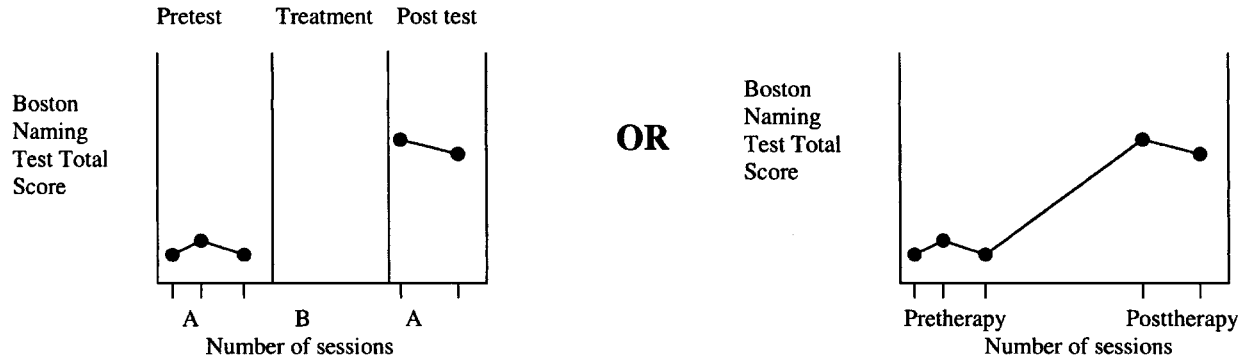 Pretest Treatment Post test
Boston
Naming
Test Total
Score
A B A
Number of sessions
OR
Boston
Naming
Test Total
Score
Pretherapy Posttherapy
Number of sessions